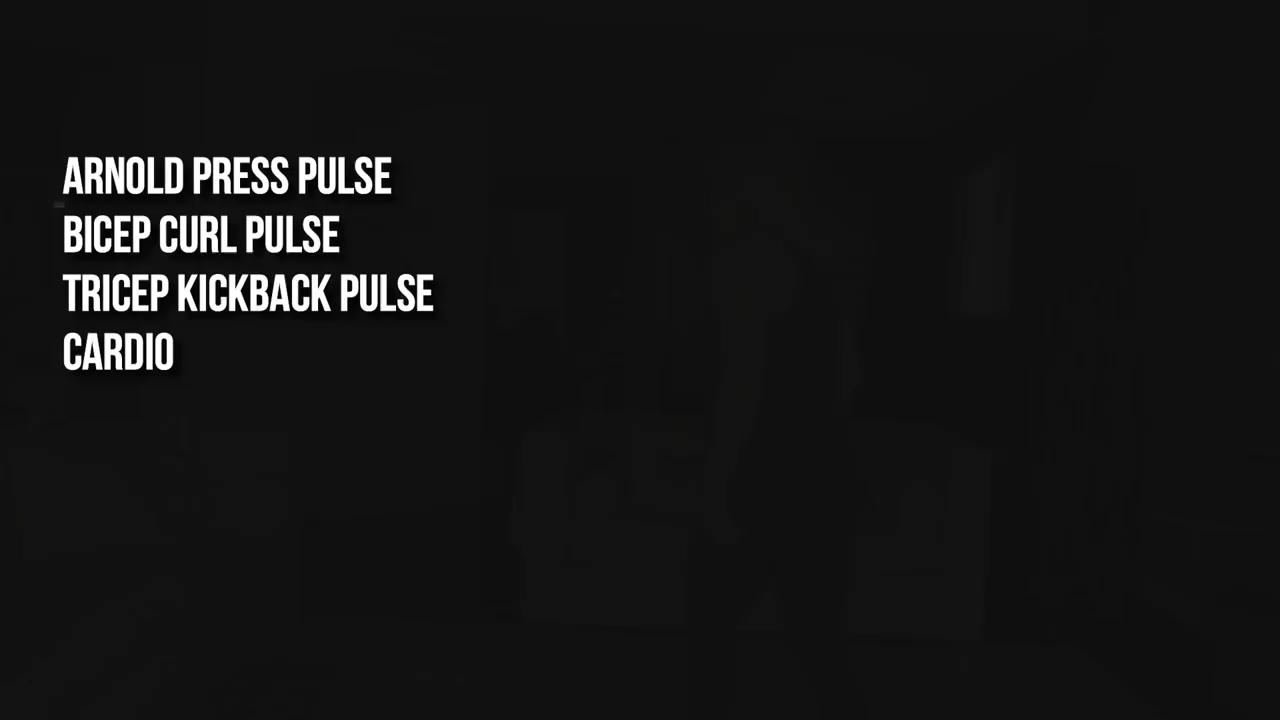 ARNOLD PRESS PULSE
BICEP CURL PULSE
TRICEP KICKBACK PULSE
CARDIO